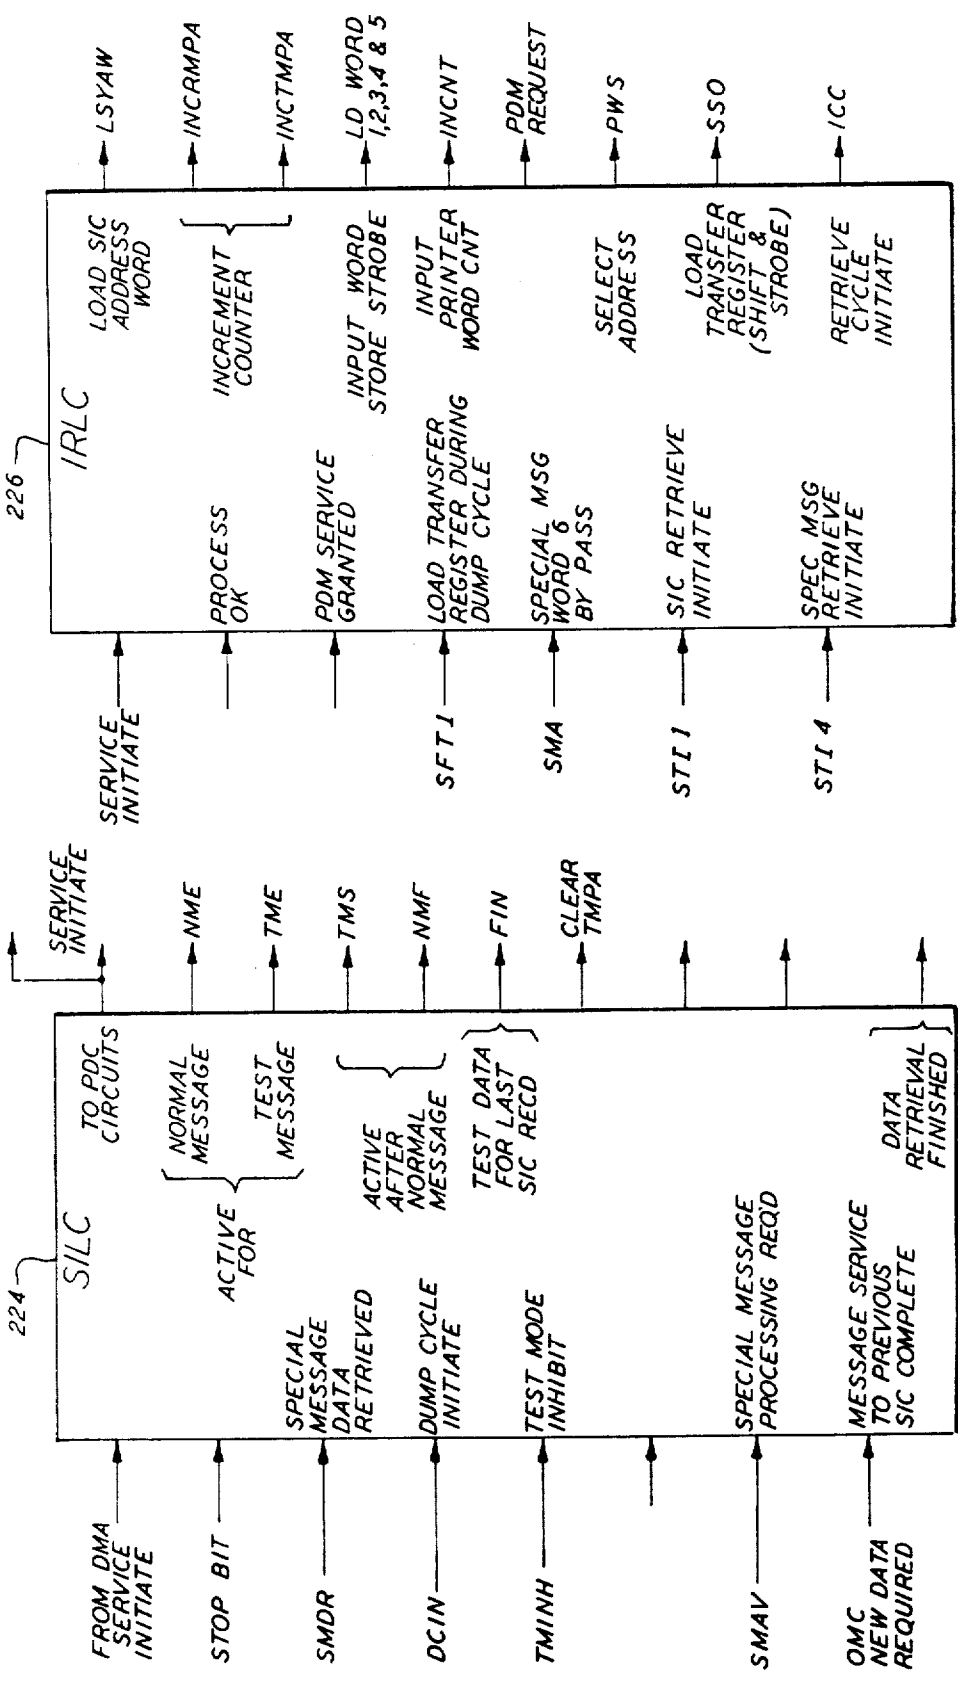 224
SILC
FROM DMA
SERVICE
INITIATE
STOP BIT
SMDR
DCIN
TMINH
SMAV
OMC
NEW DATA
REQUIRED
SPECIAL
MESSAGE
DATA
RETRIEVED
DUMP CYCLE
INITIATE
TEST MODE
INHIBIT
SPECIAL MESSAGE
PROCESSING REQ'D
MESSAGE SERVICE
TO PREVIOUS
SIC COMPLETE
ACTIVE
FOR
TO PDC
CIRCUITS
NORMAL
MESSAGE
TEST
MESSAGE
ACTIVE
AFTER
NORMAL
MESSAGE
TEST DATA
FOR LAST
SIC RECD
DATA
RETRIEVAL
FINISHED
SERVICE
INITIATE
NME
TME
TMS
NMF
FIN
CLEAR
TMPA
226
IRLC
SERVICE
INITIATE
SFT1
SMA
STI 1
STI 4
PROCESS
OK
PDM SERVICE
GRANTED
LOAD TRANSFER
REGISTER DURING
DUMP CYCLE
SPECIAL MSG
WORD 6
BY PASS
SIC RETRIEVE
INITIATE
SPEC MSG
RETRIEVE
INITIATE
LOAD SIC
ADDRESS
WORD
INCREMENT
COUNTER
INPUT WORD
STORE STROBE
INPUT
PRINTER
WORD CNT
SELECT
ADDRESS
LOAD
TRANSFER
REGISTER
(SHIFT &
STROBE)
RETRIEVE
CYCLE
INITIATE
LSYAW
INCRMPA
INCTMPA
LD WORD
1,2,3,4 & 5
INCNT
PDM
REQUEST
PWS
SSO
ICC